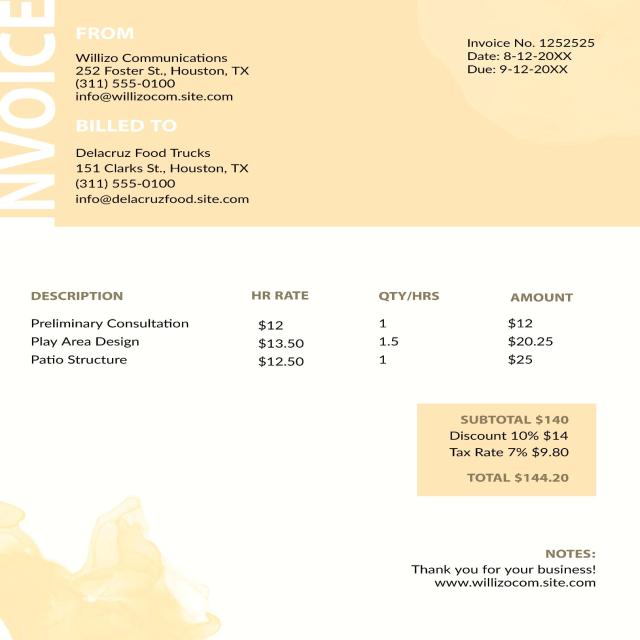 INVOICE
FROM
Willizo Communications
252 Foster St., Houston, TX
(311) 555-0100
info@willizocom.site.com
Invoice No. 1252525
Date: 8-12-20XX
Due: 9-12-20XX
BILLED TO
Delacruz Food Trucks
151 Clarks St., Houston, TX
(311) 555-0100
info@delacruzfood.site.com
DESCRIPTION HR RATE QTY/HRS AMOUNT
Preliminary Consultation $12 1 $12
Play Area Design $13.50 1.5 $20.25
Patio Structure $12.50 1 $25
SUBTOTAL $140
Discount 10% $14
Tax Rate 7% $9.80
TOTAL $144.20
NOTES:
Thank you for your business!
www.willizocom.site.com